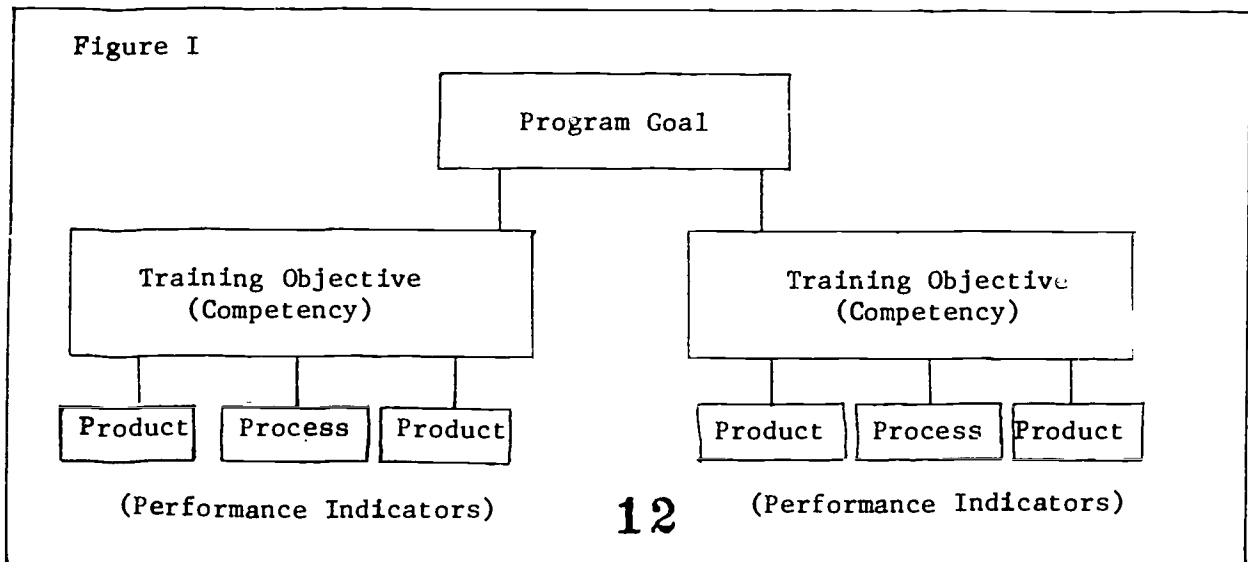 Figure I
Program Goal
Training Objective
(Competency)
Training Objective
(Competency)
Product Process Product
Product Process Product
(Performance Indicators)
(Performance Indicators)
12